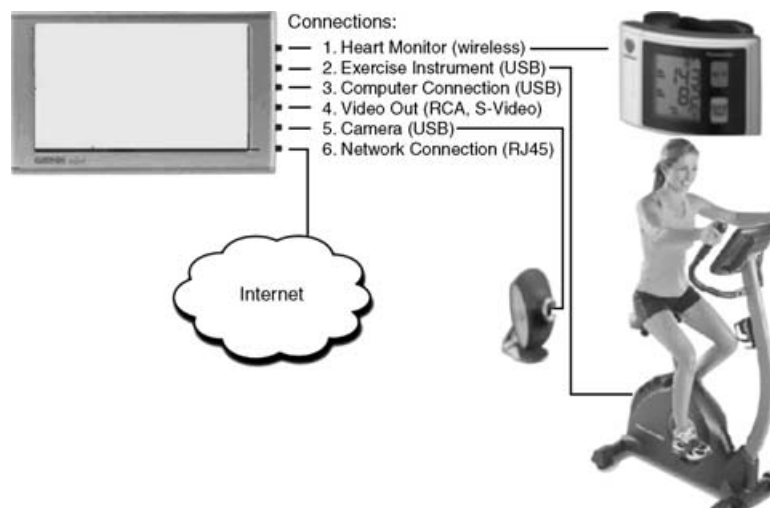 Connections:
1. Heart Monitor (wireless)
2. Exercise Instrument (USB)
3. Computer Connection (USB)
4. Video Out (RCA, S-Video)
5. Camera (USB)
6. Network Connection (RJ45)
Internet